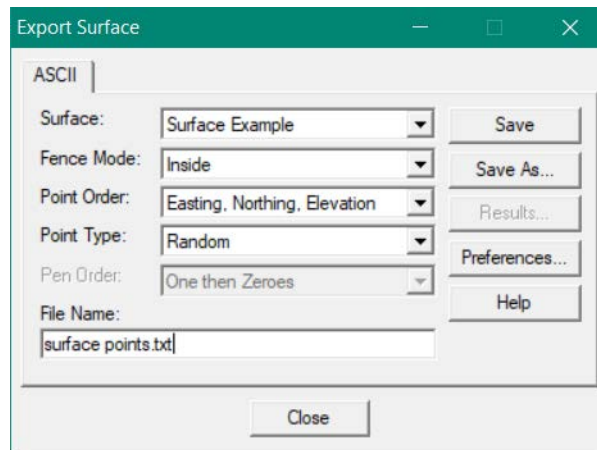 Export Surface
ASCII
Surface: Surface Example Save
Fence Mode: Inside Save As...
Point Order: Easting, Northing, Elevation Results...
Point Type: Random Preferences...
Pen Order: One then Zeroes Help
File Name:
surface points.txt
Close